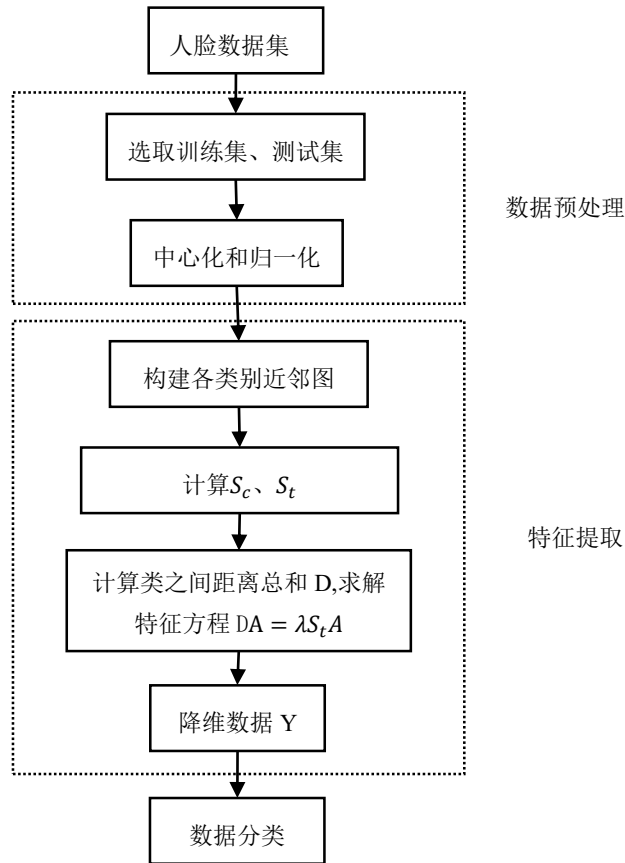 人脸数据集
选取训练集、测试集
数据预处理
中心化和归一化
构建各类别近邻图
计算S_c、S_t
特征提取
计算类之间距离总和 D,求解
特征方程 DA = λS_tA
降维数据 Y
数据分类